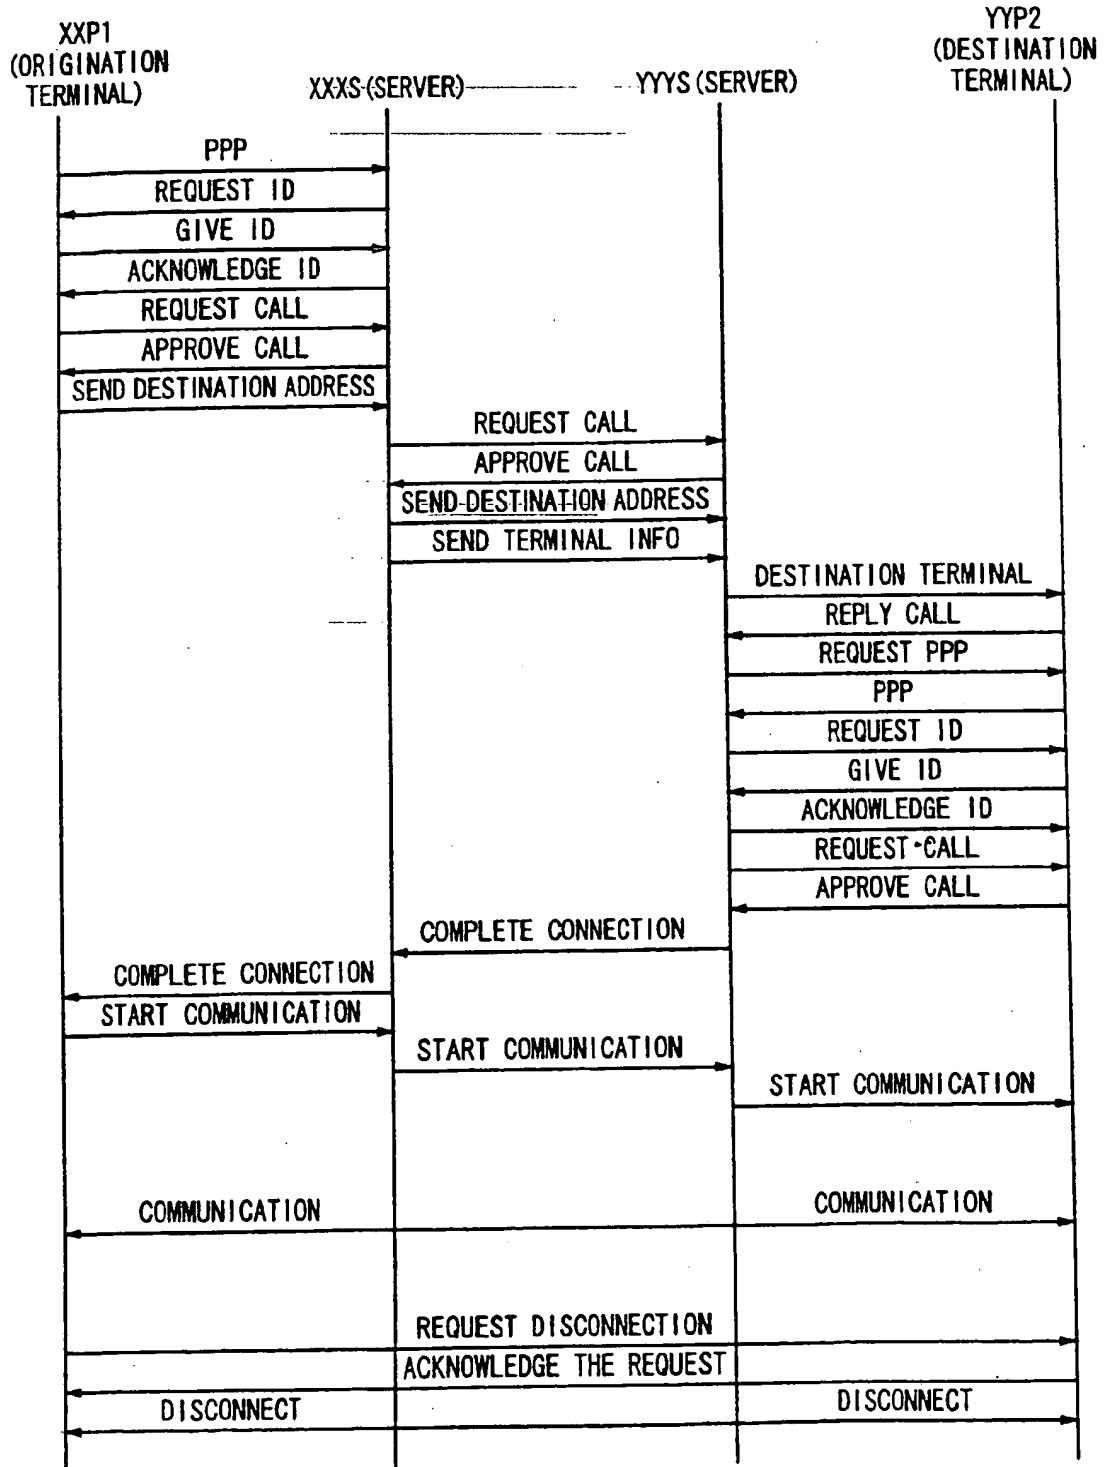 XXP1
(ORIGINATION
TERMINAL)
XXXS (SERVER)
YYYS (SERVER)
YYP2
(DESTINATION
TERMINAL)
PPP
REQUEST ID
GIVE ID
ACKNOWLEDGE ID
REQUEST CALL
APPROVE CALL
SEND DESTINATION ADDRESS
REQUEST CALL
APPROVE CALL
SEND DESTINATION ADDRESS
SEND TERMINAL INFO
DESTINATION TERMINAL
REPLY CALL
REQUEST PPP
PPP
REQUEST ID
GIVE ID
ACKNOWLEDGE ID
REQUEST CALL
APPROVE CALL
COMPLETE CONNECTION
COMPLETE CONNECTION
START COMMUNICATION
START COMMUNICATION
START COMMUNICATION
COMMUNICATION
COMMUNICATION
REQUEST DISCONNECTION
ACKNOWLEDGE THE REQUEST
DISCONNECT
DISCONNECT